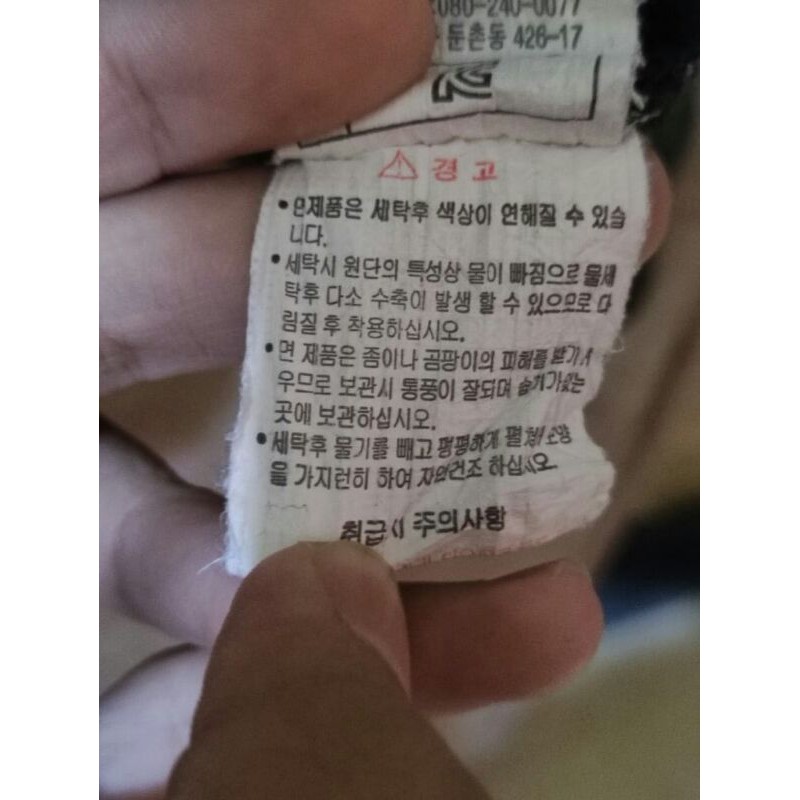 080-240-0077
둔촌동 426-17
경고
•면제품은 세탁후 색상이 연해질 수 있습
니다.
•세탁시 원단의 특성상 물이 빠짐으로 물세
탁후 다소 수축이 발생 할 수 있으므로 다
림질 후 착용하십시오.
•면 제품은 좀이나 곰팡이의 피해를 받기
우므로 보관시 통풍이 잘되며 습기가없는
곳에 보관하십시오.
•세탁후 물기를 빼고 평평하게 펼쳐 모양
을 가지런히 하여 자연건조 하십시오.
취급시 주의사항